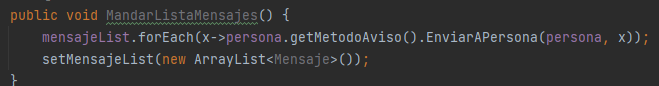 public void MandarListaMensajes() {
mensajeList.forEach(x->persona.getMetodoAviso().EnviarAPersona(persona, x));
setMensajeList(new ArrayList<Mensaje>());
}